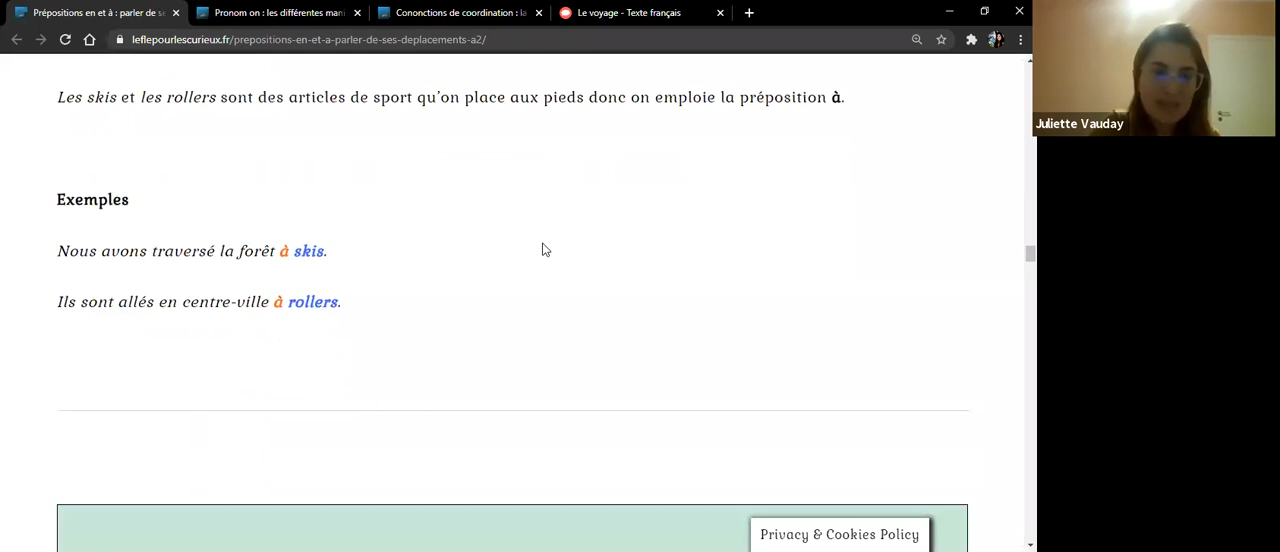 Prépositions en et à : parler de se
Pronom on : les différentes mani
Cononctions de coordination : la
Le voyage - Texte français
leflepourlescurieux.fr/prepositions-en-et-a-parler-de-ses-deplacements-a2/
Les skis et les rollers sont des articles de sport qu'on place aux pieds donc on emploie la préposition à.
Juliette Vauday
Exemples
Nous avons traversé la forêt à skis.
Ils sont allés en centre-ville à rollers.
Privacy & Cookies Policy